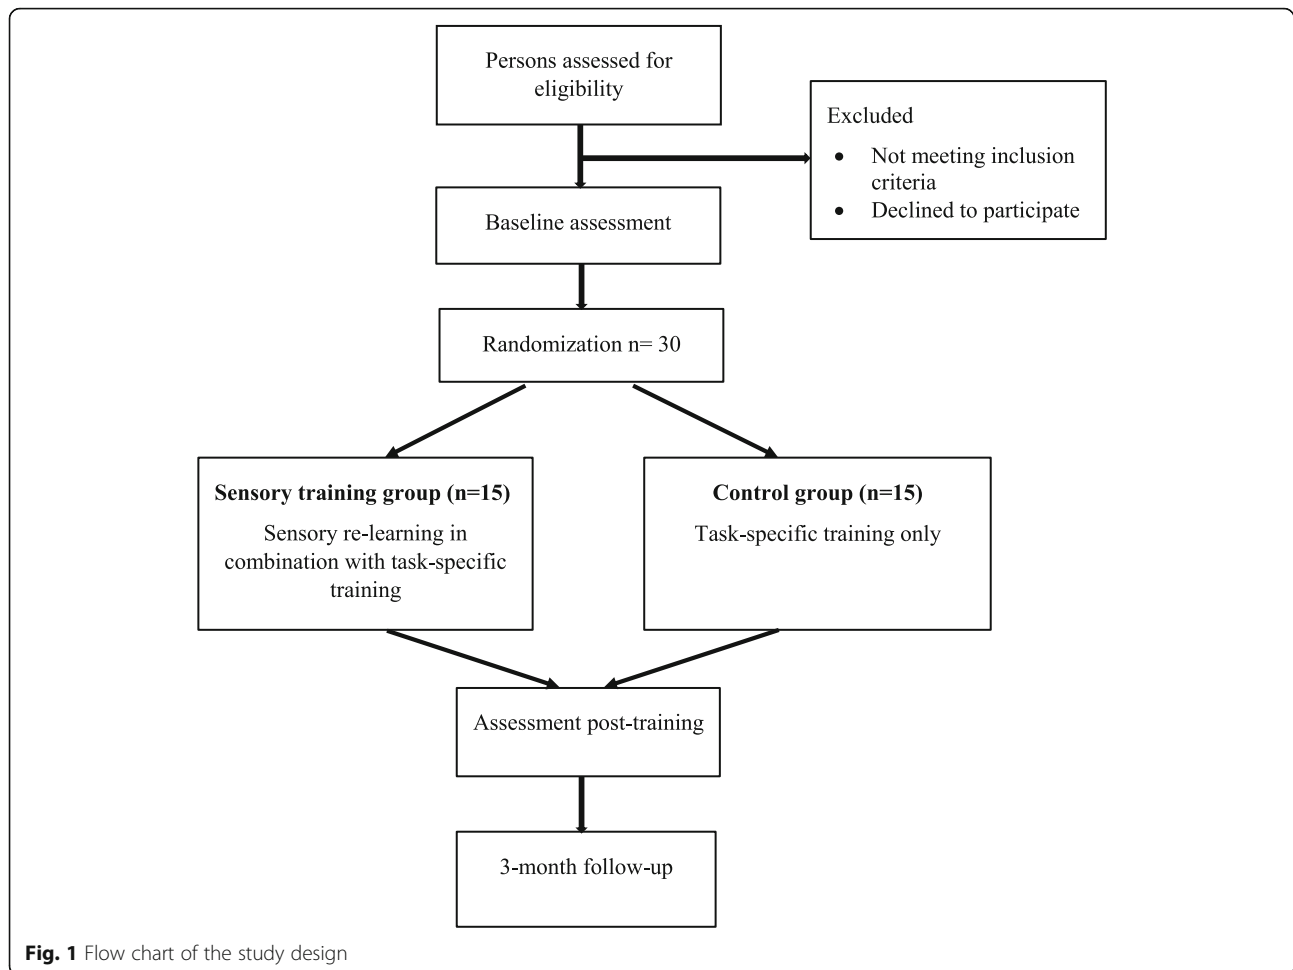 Persons assessed for
eligibility
Excluded
• Not meeting inclusion
criteria
• Declined to participate
Baseline assessment
Randomization n= 30
Sensory training group (n=15)
Sensory re-learning in
combination with task-specific
training
Control group (n=15)
Task-specific training only
Assessment post-training
3-month follow-up
Fig. 1 Flow chart of the study design